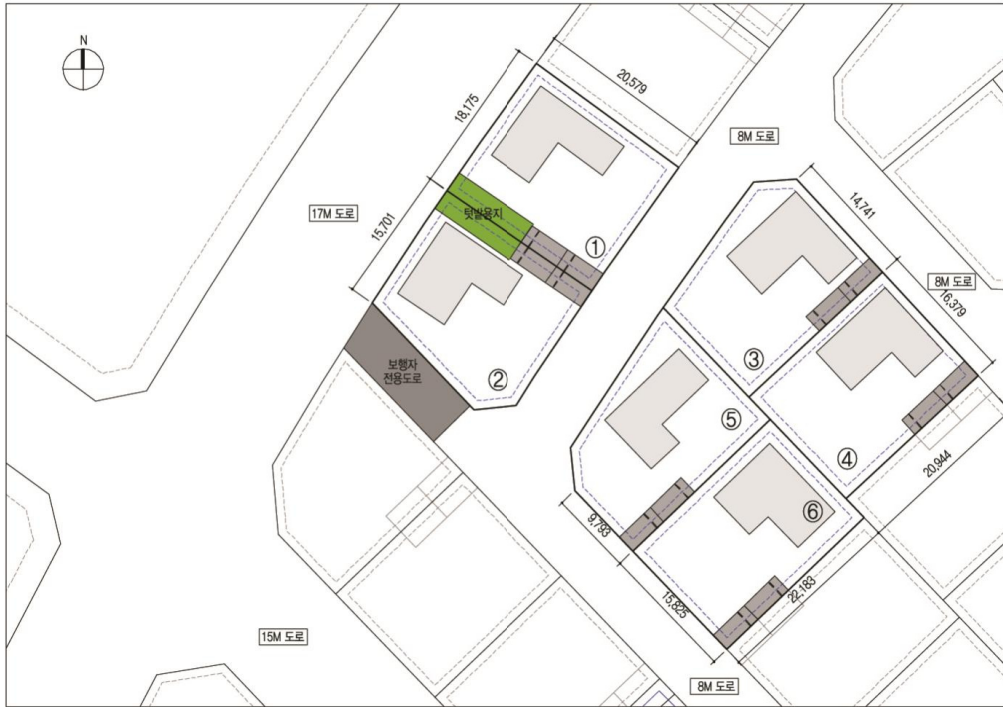 N
20,579
18,175
8M 도로
17M 도로
텃밭용지
14,741
15,701
①
8M 도로
16,379
보행자
전용도로
②
③
⑤
④
20,944
⑥
9,793
15,825
22,183
15M 도로
8M 도로